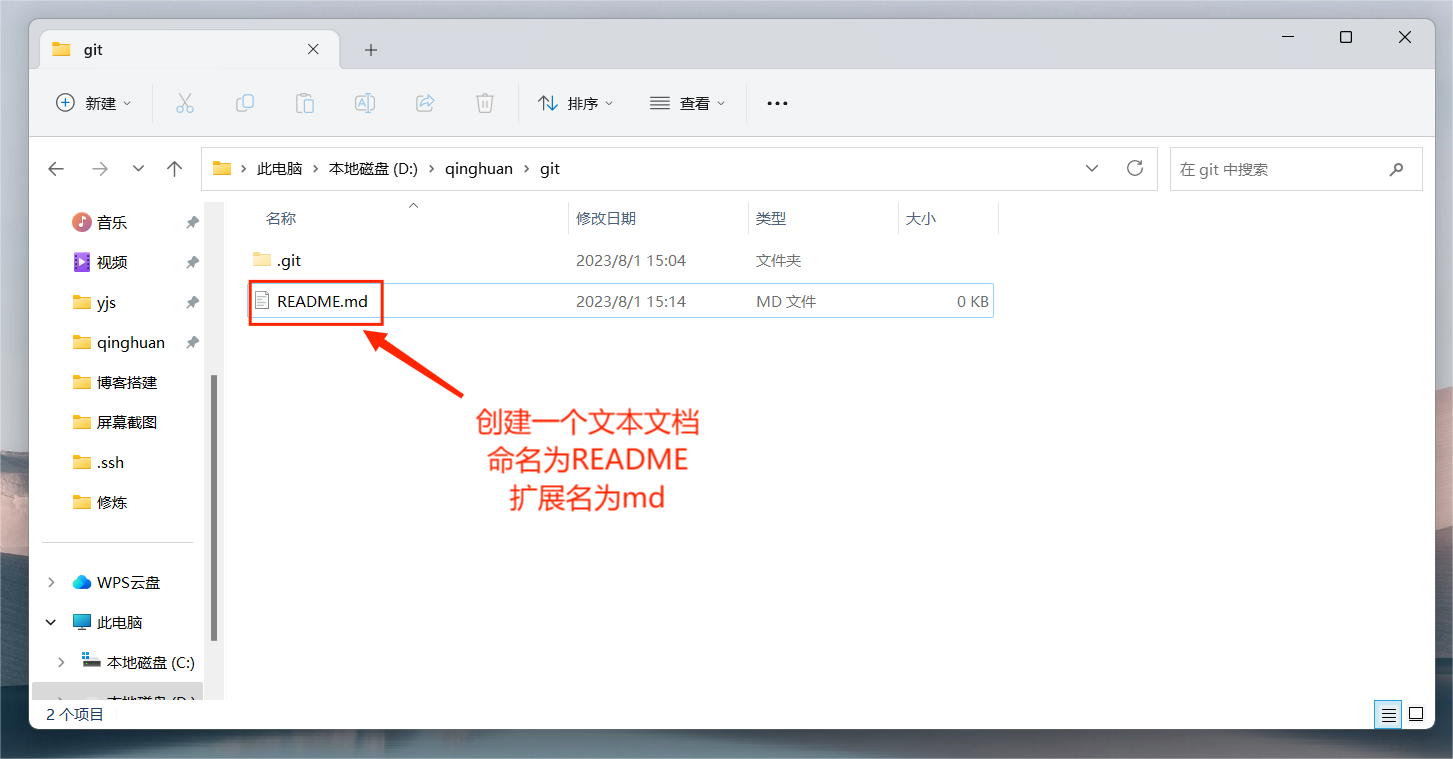 git
新建
排序
查看
此电脑 > 本地磁盘 (D:) > qinghuan > git
在 git 中搜索
名称 修改日期 类型 大小
.git 2023/8/1 15:04 文件夹
README.md 2023/8/1 15:14 MD 文件 0 KB
音乐
视频
yjs
qinghuan
博客搭建
屏幕截图
.ssh
修炼
WPS云盘
此电脑
本地磁盘 (C:)
创建一个文本文档
命名为README
扩展名为md
2 个项目